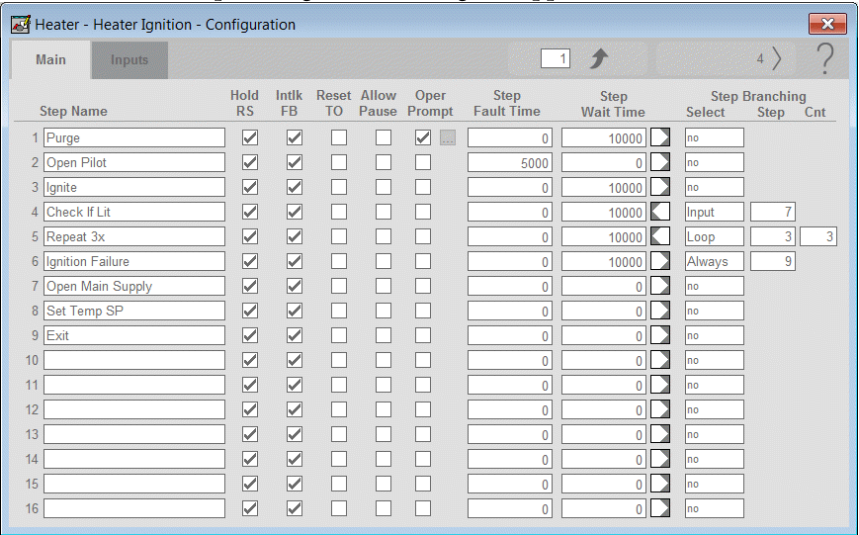 Heater - Heater Ignition - Configuration
Main Inputs 1 4 ?
Hold Intlk Reset Allow Oper Step Step Step Branching
Step Name RS FB TO Pause Prompt Fault Time Wait Time Select Step Cnt
1 Purge ... 0 10000 no
2 Open Pilot 5000 0 no
3 Ignite 0 10000 no
4 Check If Lit 0 10000 Input 7
5 Repeat 3x 0 10000 Loop 3 3
6 Ignition Failure 0 10000 Always 9
7 Open Main Supply 0 0 no
8 Set Temp SP 0 0 no
9 Exit 0 0 no
10 0 0 no
11 0 0 no
12 0 0 no
13 0 0 no
14 0 0 no
15 0 0 no
16 0 0 no